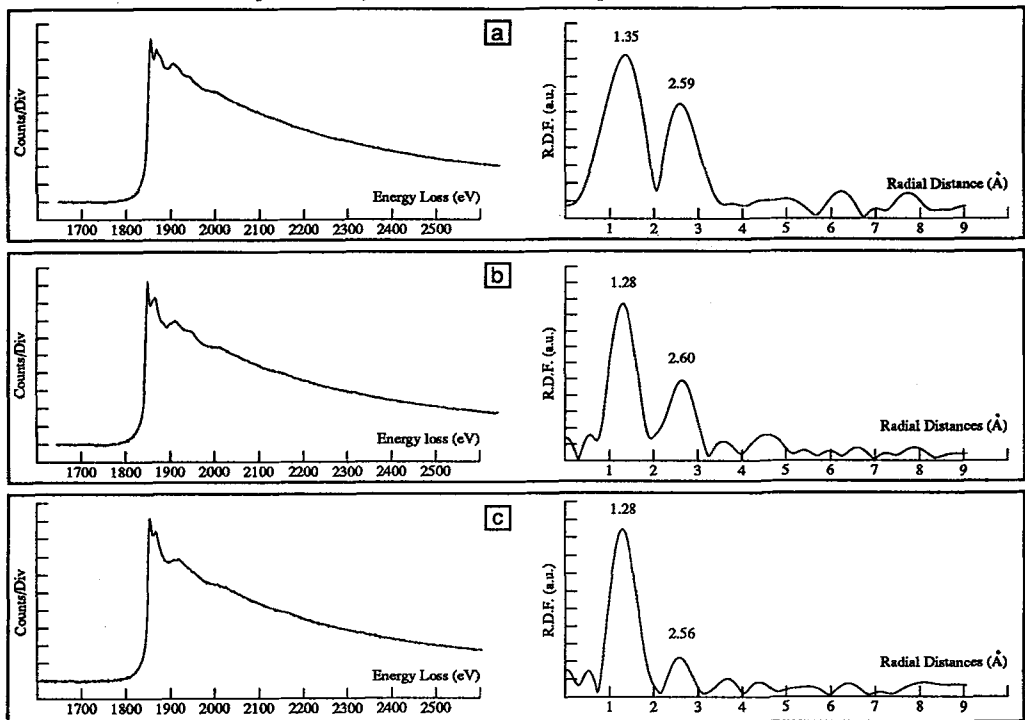 a
Counts/Div
Energy Loss (eV)
1700 1800 1900 2000 2100 2200 2300 2400 2500
R.D.F. (a.u.)
1.35
2.59
Radial Distance (Å)
1 2 3 4 5 6 7 8 9
b
Counts/Div
Energy loss (eV)
1700 1800 1900 2000 2100 2200 2300 2400 2500
R.D.F. (a.u.)
1.28
2.60
Radial Distances (Å)
1 2 3 4 5 6 7 8 9
c
Counts/Div
Energy Loss (eV)
1700 1800 1900 2000 2100 2200 2300 2400 2500
R.D.F. (a.u.)
1.28
2.56
Radial Distances (Å)
1 2 3 4 5 6 7 8 9